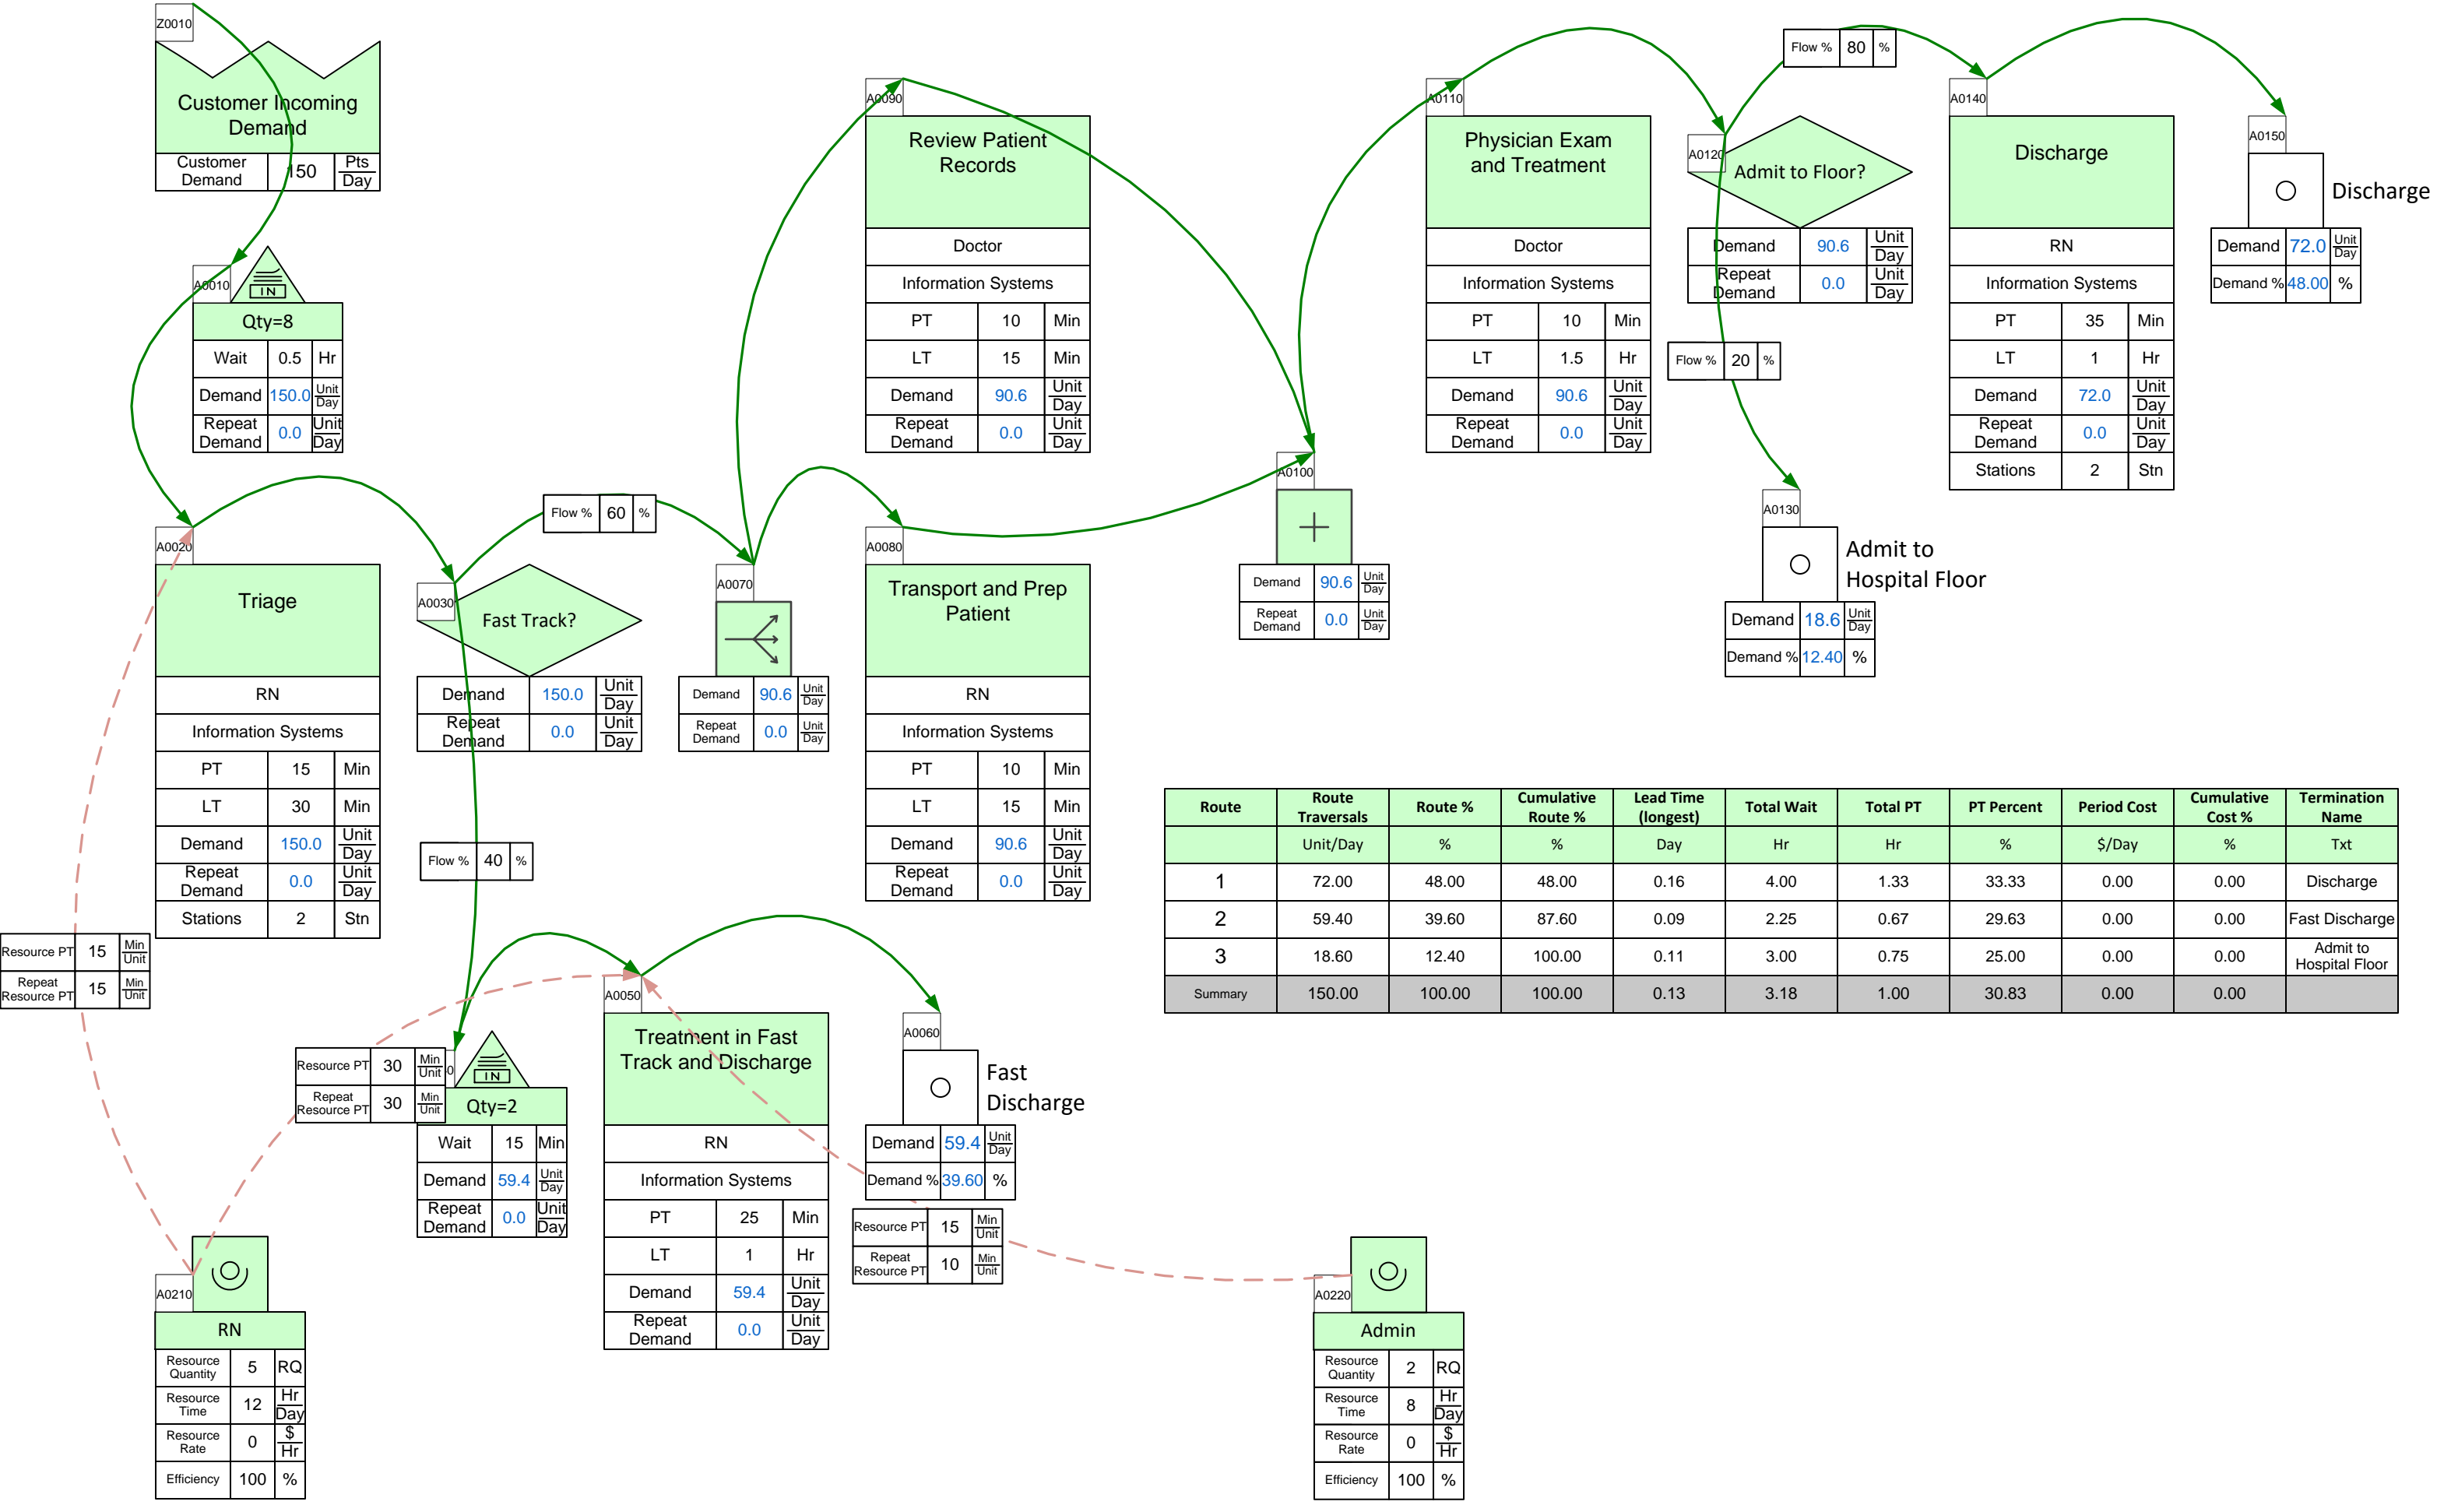 Z0010
Customer Incoming
Demand
Customer
Demand
150
Pts
Day
A0010
IN
Qty=8
Wait 0.5 Hr
Demand 150.0 Unit
Day
Repeat
Demand
0.0
Unit
Day
A0020
Triage
RN
Information Systems
PT 15 Min
LT 30 Min
Demand 150.0 Unit
Day
Repeat
Demand
0.0
Unit
Day
Stations 2 Stn
A0030
Fast Track?
Demand 150.0 Unit
Day
Repeat
Demand
0.0
Unit
Day
Flow % 60 %
Flow % 40 %
A0070
Demand 90.6 Unit
Day
Repeat
Demand
0.0
Unit
Day
A0090
Review Patient
Records
Doctor
Information Systems
PT 10 Min
LT 15 Min
Demand 90.6 Unit
Day
Repeat
Demand
0.0
Unit
Day
A0080
Transport and Prep
Patient
RN
Information Systems
PT 10 Min
LT 15 Min
Demand 90.6 Unit
Day
Repeat
Demand
0.0
Unit
Day
A0100
Demand 90.6 Unit
Day
Repeat
Demand
0.0
Unit
Day
A0110
Physician Exam
and Treatment
Doctor
Information Systems
PT 10 Min
LT 1.5 Hr
Demand 90.6 Unit
Day
Repeat
Demand
0.0
Unit
Day
A0120
Admit to Floor?
Demand 90.6 Unit
Day
Repeat
Demand
0.0
Unit
Day
Flow % 80 %
Flow % 20 %
A0130
Admit to
Hospital Floor
Demand 18.6 Unit
Day
Demand % 12.40 %
A0140
Discharge
RN
Information Systems
PT 35 Min
LT 1 Hr
Demand 72.0 Unit
Day
Repeat
Demand
0.0
Unit
Day
Stations 2 Stn
A0150
Discharge
Demand 72.0 Unit
Day
Demand % 48.00 %
Route
Route
Traversals
Route %
Cumulative
Route %
Lead Time
(longest)
Total Wait
Total PT
PT Percent
Period Cost
Cumulative
Cost %
Termination
Name
Unit/Day % % Day Hr Hr % $/Day % Txt
1 72.00 48.00 48.00 0.16 4.00 1.33 33.33 0.00 0.00 Discharge
2 59.40 39.60 87.60 0.09 2.25 0.67 29.63 0.00 0.00 Fast Discharge
3 18.60 12.40 100.00 0.11 3.00 0.75 25.00 0.00 0.00 Admit to
Hospital Floor
Summary 150.00 100.00 100.00 0.13 3.18 1.00 30.83 0.00 0.00
Resource PT 15 Min
Unit
Repeat
Resource PT
15
Min
Unit
Resource PT 30 Min
Unit
Repeat
Resource PT
30
Min
Unit
0
IN
Qty=2
Wait 15 Min
Demand 59.4 Unit
Day
Repeat
Demand
0.0
Unit
Day
A0050
Treatment in Fast
Track and Discharge
RN
Information Systems
PT 25 Min
LT 1 Hr
Demand 59.4 Unit
Day
Repeat
Demand
0.0
Unit
Day
A0060
Fast
Discharge
Demand 59.4 Unit
Day
Demand % 39.60 %
Resource PT 15 Min
Unit
Repeat
Resource PT
10
Min
Unit
A0210
RN
Resource
Quantity
5
RQ
Resource
Time
12
Hr
Day
Resource
Rate
0
$
Hr
Efficiency 100 %
A0220
Admin
Resource
Quantity
2
RQ
Resource
Time
8
Hr
Day
Resource
Rate
0
$
Hr
Efficiency 100 %